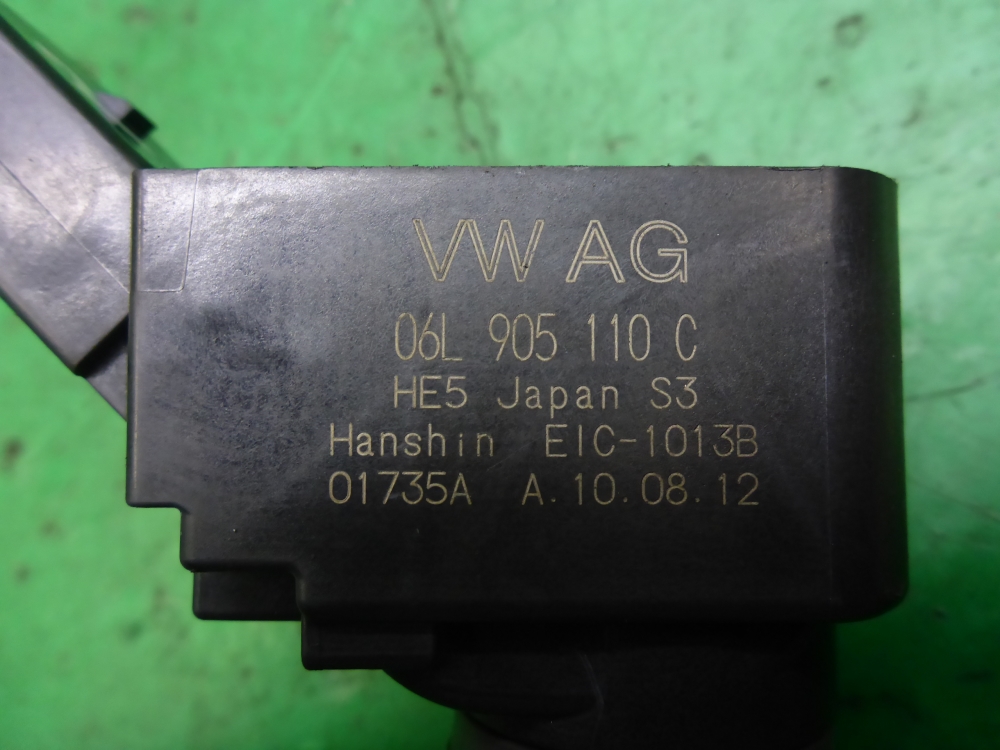 VW AG
06L 905 110 C
HE5 Japan S3
Hanshin EIC-1013B
01735A A.10.08.12